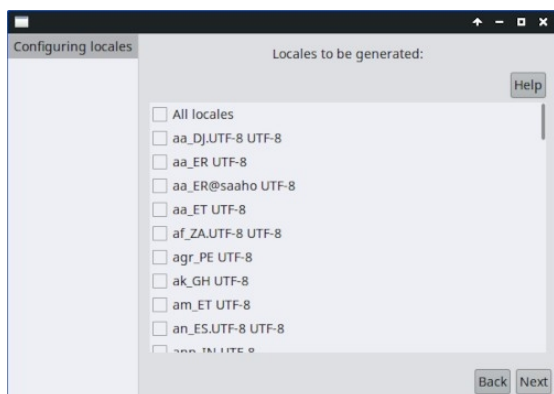 Configuring locales
Locales to be generated:
Help
All locales
aa_DJ.UTF-8 UTF-8
aa_ER UTF-8
aa_ER@saaho UTF-8
aa_ET UTF-8
af_ZA.UTF-8 UTF-8
agr_PE UTF-8
ak_GH UTF-8
am_ET UTF-8
an_ES.UTF-8 UTF-8
Back Next